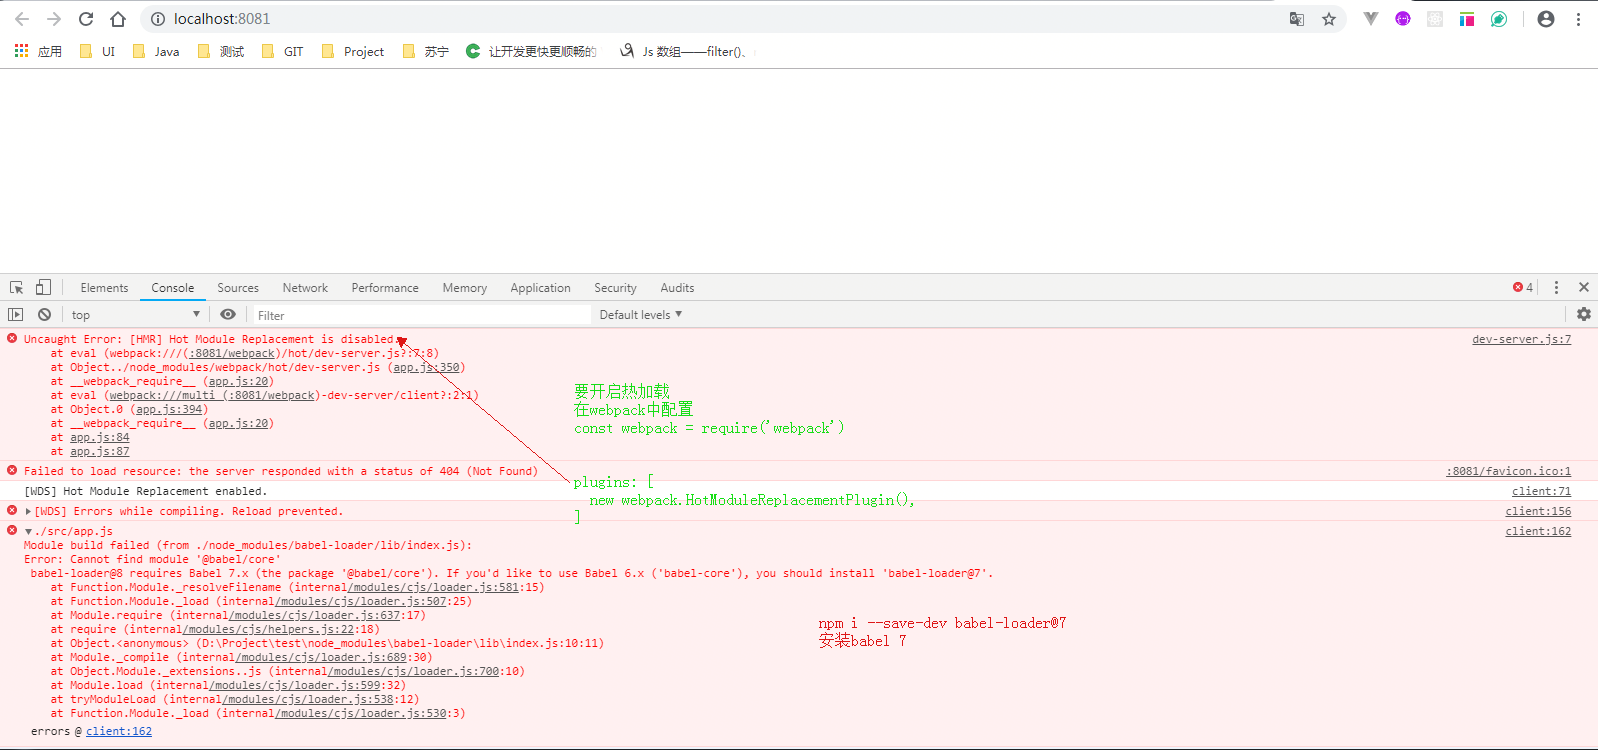 localhost:8081
应用 UI Java 测试 GIT Project 苏宁 让开发更快更顺畅的 Js 数组——filter()、
Elements Console Sources Network Performance Memory Application Security Audits 4
top Filter Default levels ▼
Uncaught Error: [HMR] Hot Module Replacement is disabled. dev-server.js:7
at eval (webpack:///(:8081/webpack)/hot/dev-server.js?:7:8)
at Object../node_modules/webpack/hot/dev-server.js (app.js:350)
at __webpack_require__ (app.js:20)
at eval (webpack:///multi (:8081/webpack)-dev-server/client?:2:1)
at Object.0 (app.js:394)
at __webpack_require__ (app.js:20)
at app.js:84
at app.js:87
要开启热加载
在webpack中配置
const webpack = require('webpack')
Failed to load resource: the server responded with a status of 404 (Not Found) :8081/favicon.ico:1
[WDS] Hot Module Replacement enabled. client:71
plugins: [
new webpack.HotModuleReplacementPlugin(),
]
[WDS] Errors while compiling. Reload prevented. client:156
./src/app.js client:162
Module build failed (from ./node_modules/babel-loader/lib/index.js):
Error: Cannot find module '@babel/core'
babel-loader@8 requires Babel 7.x (the package '@babel/core'). If you'd like to use Babel 6.x ('babel-core'), you should install 'babel-loader@7'.
at Function.Module._resolveFilename (internal/modules/cjs/loader.js:581:15)
at Function.Module._load (internal/modules/cjs/loader.js:507:25)
at Module.require (internal/modules/cjs/loader.js:637:17)
at require (internal/modules/cjs/helpers.js:22:18)
at Object.<anonymous> (D:\Project\test\node_modules\babel-loader\lib\index.js:10:11)
at Module._compile (internal/modules/cjs/loader.js:689:30)
at Object.Module._extensions..js (internal/modules/cjs/loader.js:700:10)
at Module.load (internal/modules/cjs/loader.js:599:32)
at tryModuleLoad (internal/modules/cjs/loader.js:538:12)
at Function.Module._load (internal/modules/cjs/loader.js:530:3)
errors @ client:162
npm i --save-dev babel-loader@7
安装babel 7